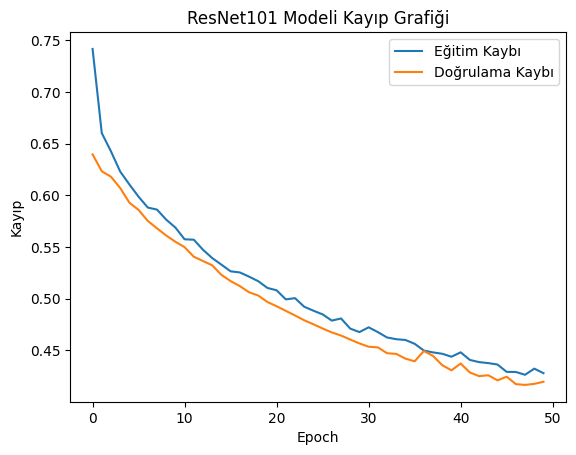 ResNet101 Modeli Kayıp Grafiği
Eğitim Kaybı
Doğrulama Kaybı
Kayıp
0.75
0.70
0.65
0.60
0.55
0.50
0.45
0 10 20 30 40 50
Epoch